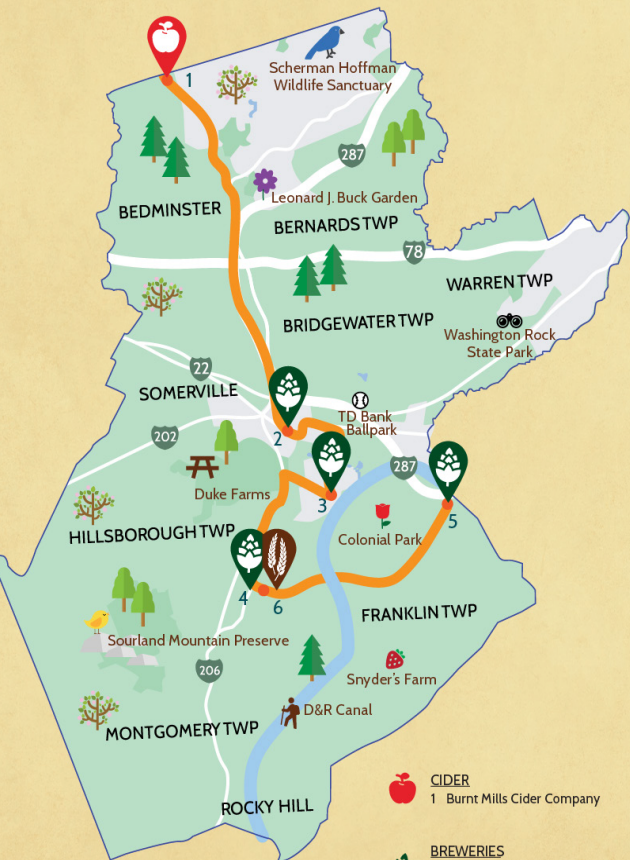 1
Scherman Hoffman
Wildlife Sanctuary
287
Leonard J. Buck Garden
BEDMINSTER
BERNARDS TWP
78
WARREN TWP
BRIDGEWATER TWP
Washington Rock
State Park
22
SOMERVILLE
TD Bank
Ballpark
2
202
287
Duke Farms
3
5
Colonial Park
HILLSBOROUGH TWP
4
6
FRANKLIN TWP
Sourland Mountain Preserve
206
Snyder's Farm
D&R Canal
MONTGOMERY TWP
ROCKY HILL
CIDER
1 Burnt Mills Cider Company
BREWERIES